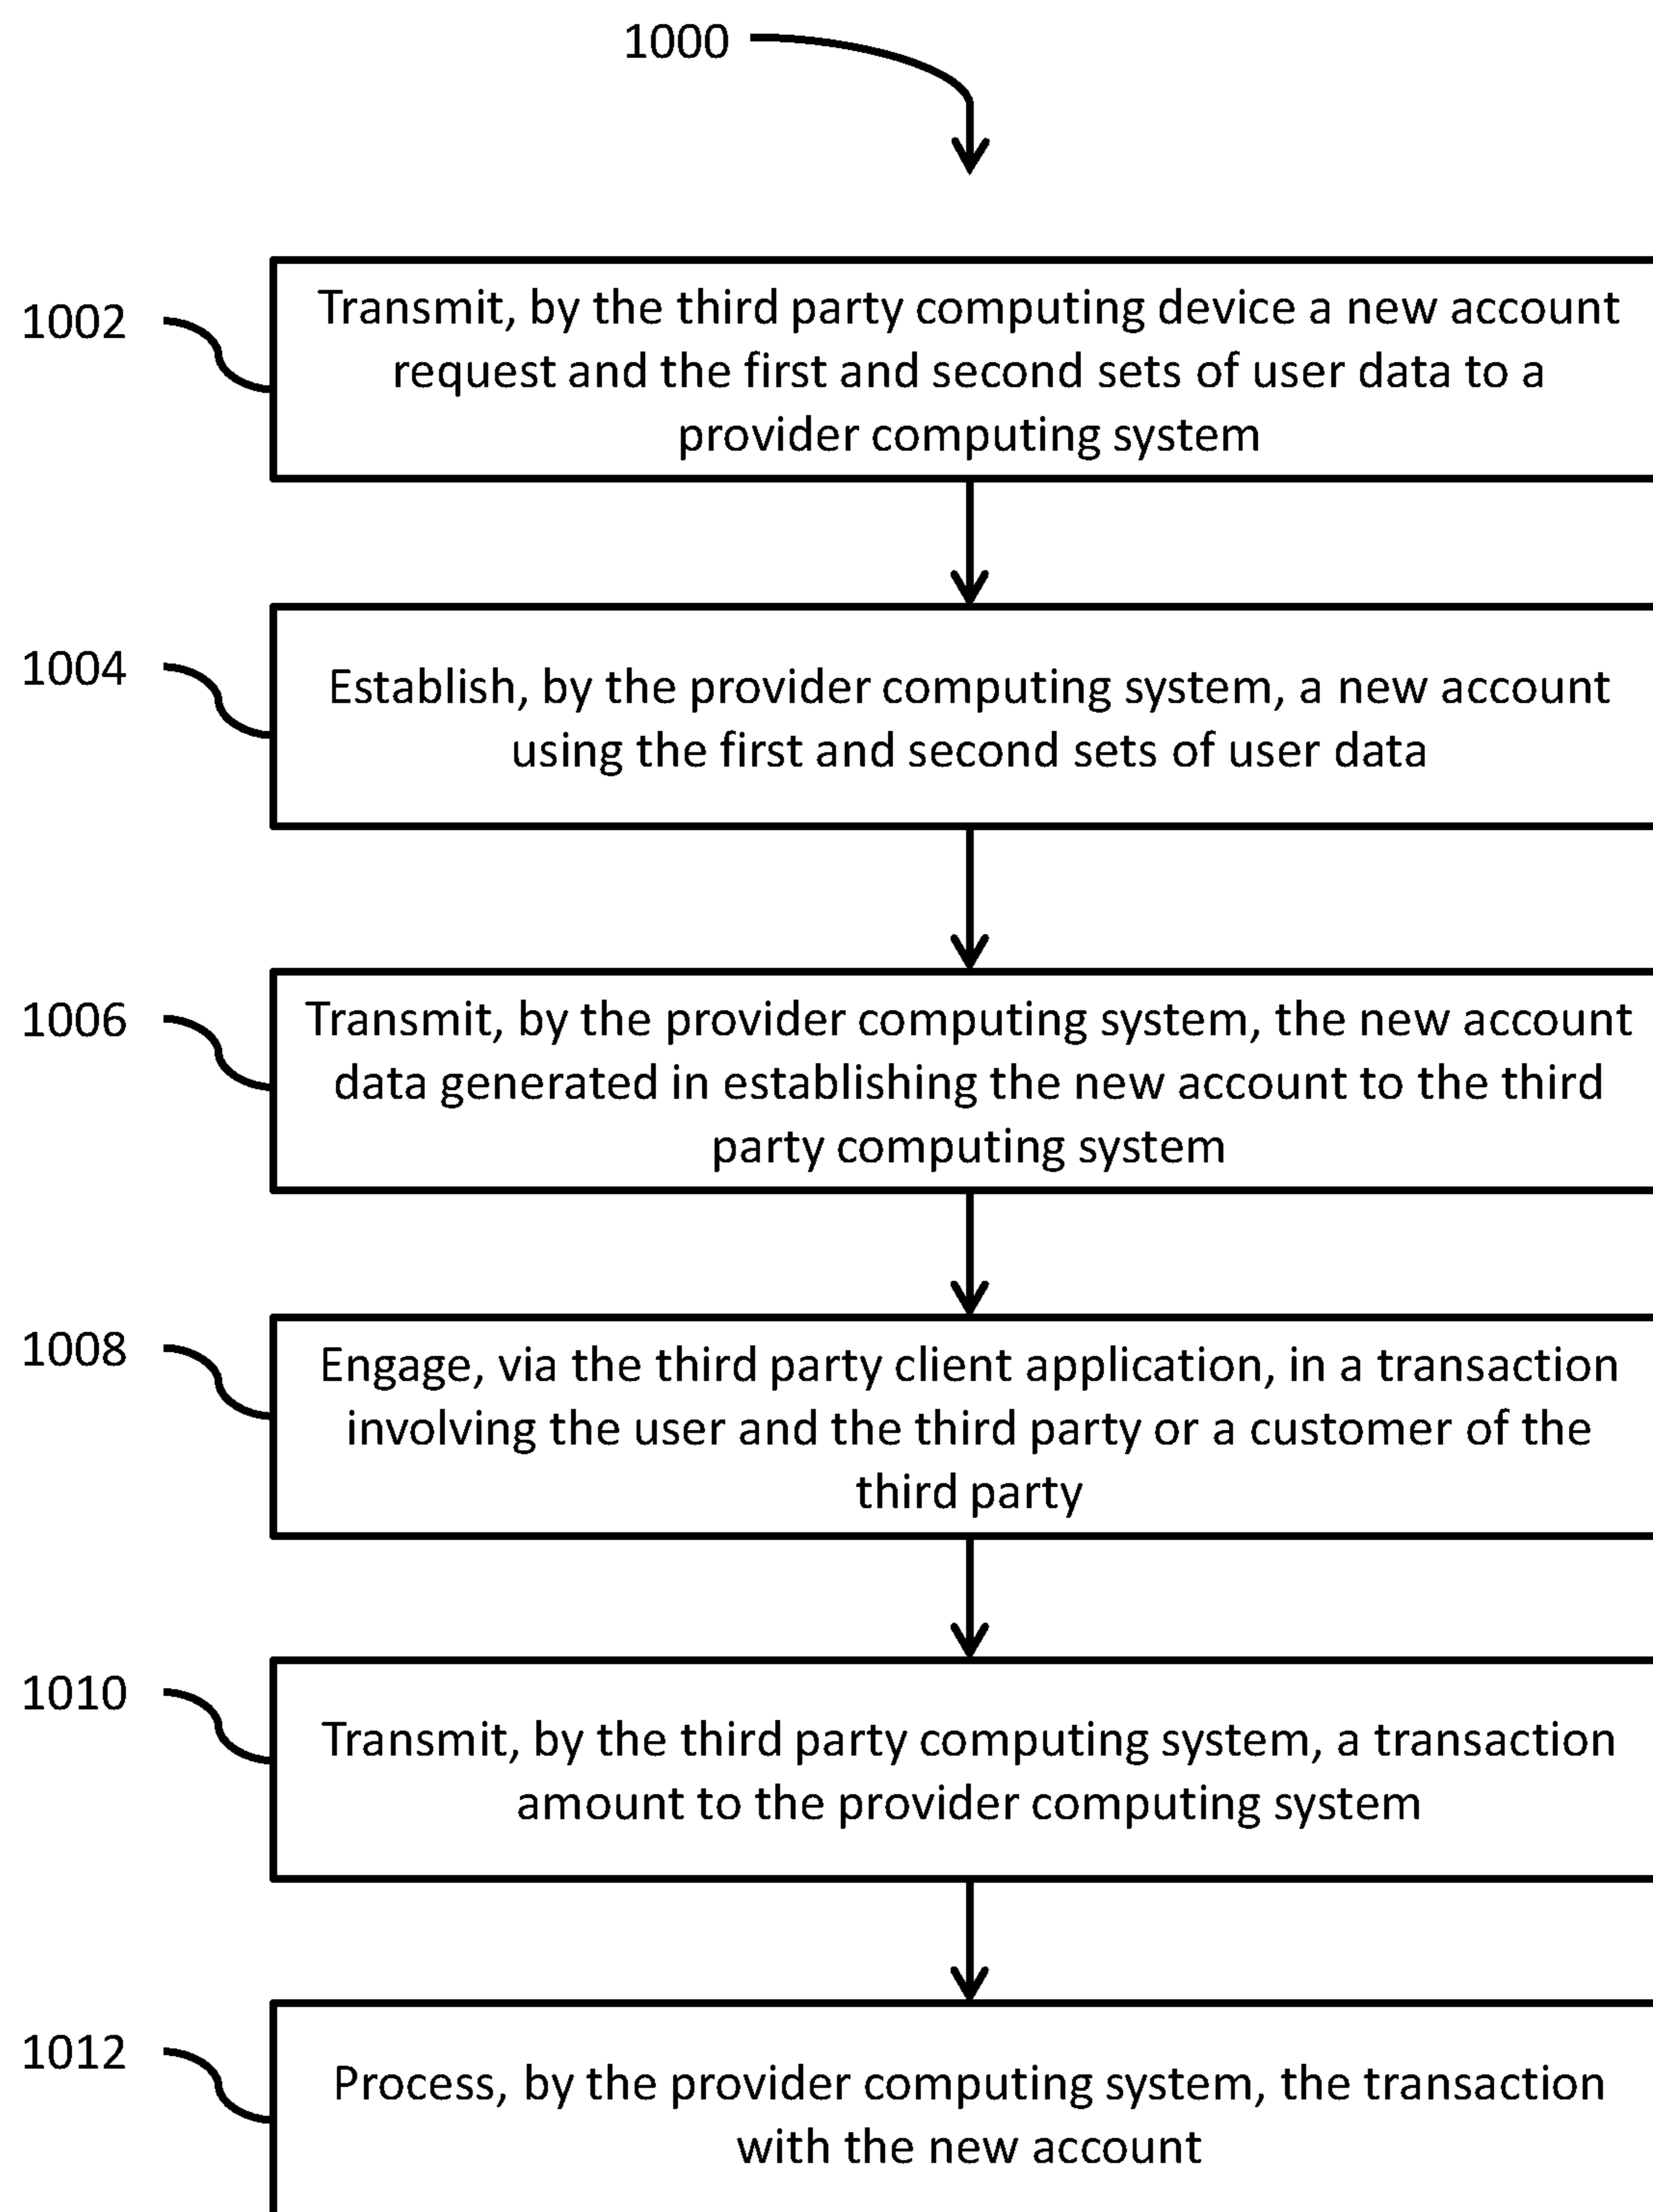 1000
1002
Transmit, by the third party computing device a new account
request and the first and second sets of user data to a
provider computing system
1004
Establish, by the provider computing system, a new account
using the first and second sets of user data
1006
Transmit, by the provider computing system, the new account
data generated in establishing the new account to the third
party computing system
1008
Engage, via the third party client application, in a transaction
involving the user and the third party or a customer of the
third party
1010
Transmit, by the third party computing system, a transaction
amount to the provider computing system
1012
Process, by the provider computing system, the transaction
with the new account